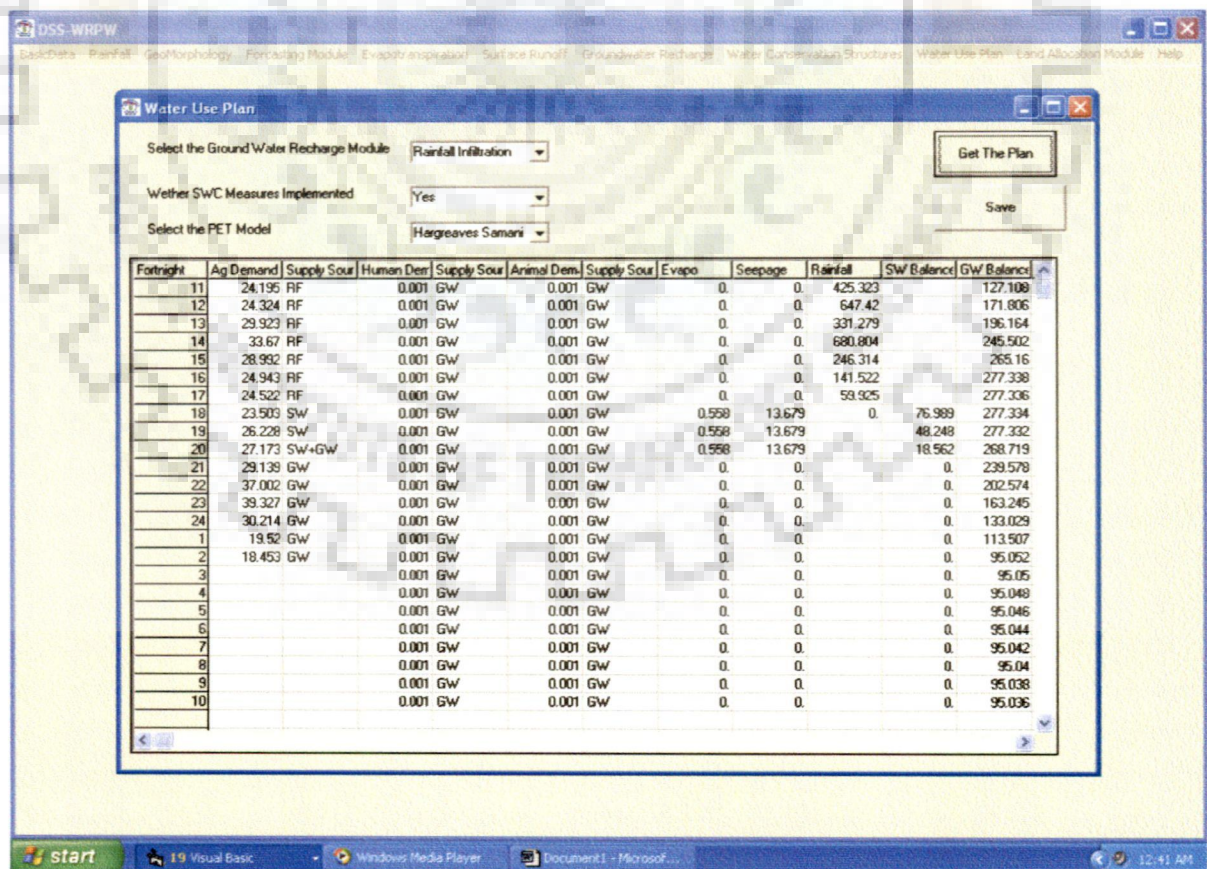 DSS-WRPW
BasicData Rainfall GeoMorphology Forcasting Module Evapotranspiration Surface Runoff Groundwater Recharge Water Conservation Structures Water Use Plan Land Allocation Module Help
Water Use Plan
Select the Ground Water Recharge Module Rainfall Infiltration Get The Plan
Wether SWC Measures Implemented Yes Save
Select the PET Model Hargreaves Samani
Fortnight Ag Demand Supply Sour Human Dem Supply Sour Animal Dem Supply Sour Evapo Seepage Rainfall SW Balance GW Balance
11 24.195 RF 0.001 GW 0.001 GW 0. 0. 425.323 127.108
12 24.324 RF 0.001 GW 0.001 GW 0. 0. 647.42 171.806
13 29.923 RF 0.001 GW 0.001 GW 0. 0. 331.279 196.164
14 33.67 RF 0.001 GW 0.001 GW 0. 0. 680.804 245.502
15 28.992 RF 0.001 GW 0.001 GW 0. 0. 246.314 265.16
16 24.943 RF 0.001 GW 0.001 GW 0. 0. 141.522 277.338
17 24.522 RF 0.001 GW 0.001 GW 0. 0. 59.925 277.336
18 23.503 SW 0.001 GW 0.001 GW 0.558 13.679 0. 76.989 277.334
19 26.228 SW 0.001 GW 0.001 GW 0.558 13.679 48.248 277.332
20 27.173 SW+GW 0.001 GW 0.001 GW 0.558 13.679 18.562 268.719
21 29.139 GW 0.001 GW 0.001 GW 0. 0. 0. 239.578
22 37.002 GW 0.001 GW 0.001 GW 0. 0. 0. 202.574
23 39.327 GW 0.001 GW 0.001 GW 0. 0. 0. 163.245
24 30.214 GW 0.001 GW 0.001 GW 0. 0. 0. 133.029
1 19.52 GW 0.001 GW 0.001 GW 0. 0. 0. 113.507
2 18.453 GW 0.001 GW 0.001 GW 0. 0. 0. 95.052
3 0.001 GW 0.001 GW 0. 0. 0. 95.05
4 0.001 GW 0.001 GW 0. 0. 0. 95.048
5 0.001 GW 0.001 GW 0. 0. 0. 95.046
6 0.001 GW 0.001 GW 0. 0. 0. 95.044
7 0.001 GW 0.001 GW 0. 0. 0. 95.042
8 0.001 GW 0.001 GW 0. 0. 0. 95.04
9 0.001 GW 0.001 GW 0. 0. 0. 95.038
10 0.001 GW 0.001 GW 0. 0. 0. 95.036
start 19 Visual Basic Windows Media Player Document1 - Microsof... 12:41 AM